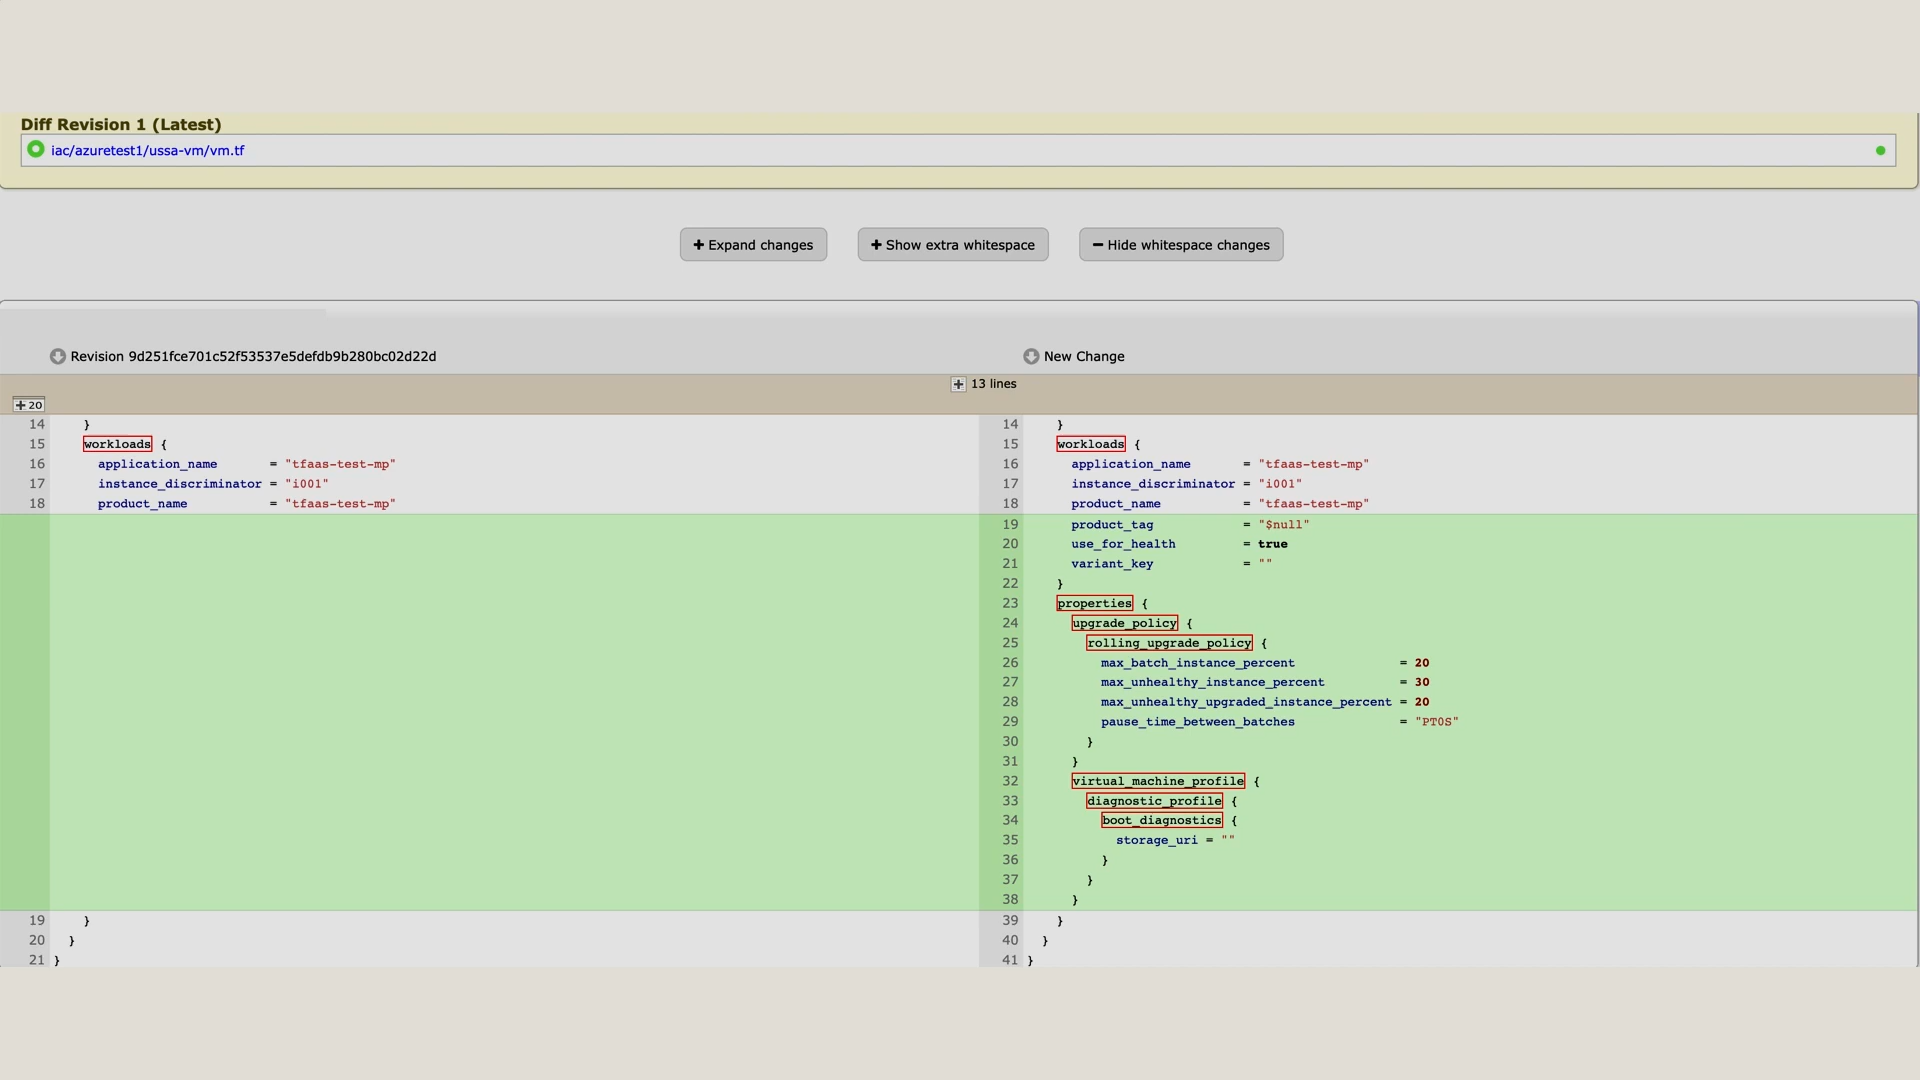 Diff Revision 1 (Latest)
iac/azuretest1/ussa-vm/vm.tf
+ Expand changes
+ Show extra whitespace
− Hide whitespace changes
Revision 9d251fce701c52f53537e5defdb9b280bc02d22d
New Change
+ 13 lines
+ 20
14 }
15 workloads {
16 application_name = "tfaas-test-mp"
17 instance_discriminator = "i001"
18 product_name = "tfaas-test-mp"
19 }
20 }
21 }
14 }
15 workloads {
16 application_name = "tfaas-test-mp"
17 instance_discriminator = "i001"
18 product_name = "tfaas-test-mp"
19 product_tag = "$null"
20 use_for_health = true
21 variant_key = ""
22 }
23 properties {
24 upgrade_policy {
25 rolling_upgrade_policy {
26 max_batch_instance_percent = 20
27 max_unhealthy_instance_percent = 30
28 max_unhealthy_upgraded_instance_percent = 20
29 pause_time_between_batches = "PT0S"
30 }
31 }
32 virtual_machine_profile {
33 diagnostic_profile {
34 boot_diagnostics {
35 storage_uri = ""
36 }
37 }
38 }
39 }
40 }
41 }